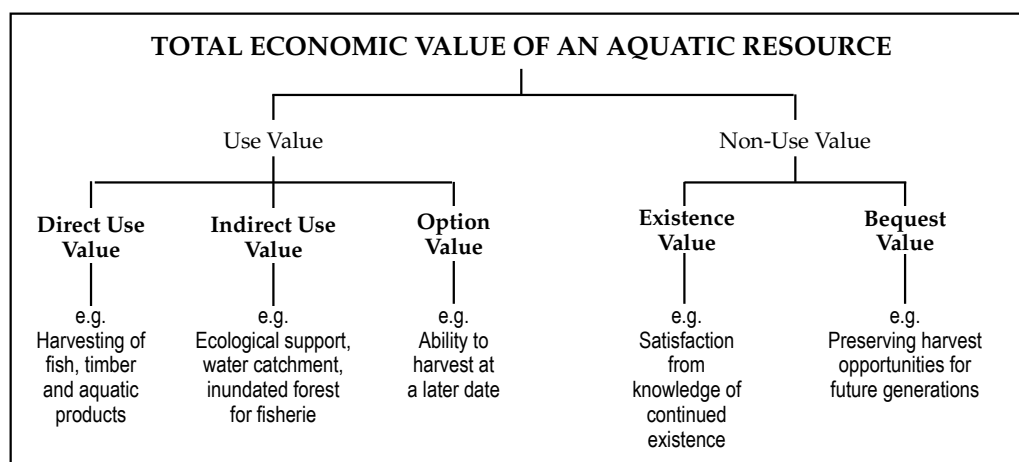 TOTAL ECONOMIC VALUE OF AN AQUATIC RESOURCE
Use Value
Non-Use Value
Direct Use
Value
Indirect Use
Value
Option
Value
Existence
Value
Bequest
Value
e.g.
Harvesting of
fish, timber
and aquatic
products
e.g.
Ecological support,
water catchment,
inundated forest
for fisherie
e.g.
Ability to
harvest at
a later date
e.g.
Satisfaction
from
knowledge of
continued
existence
e.g.
Preserving harvest
opportunities for
future generations